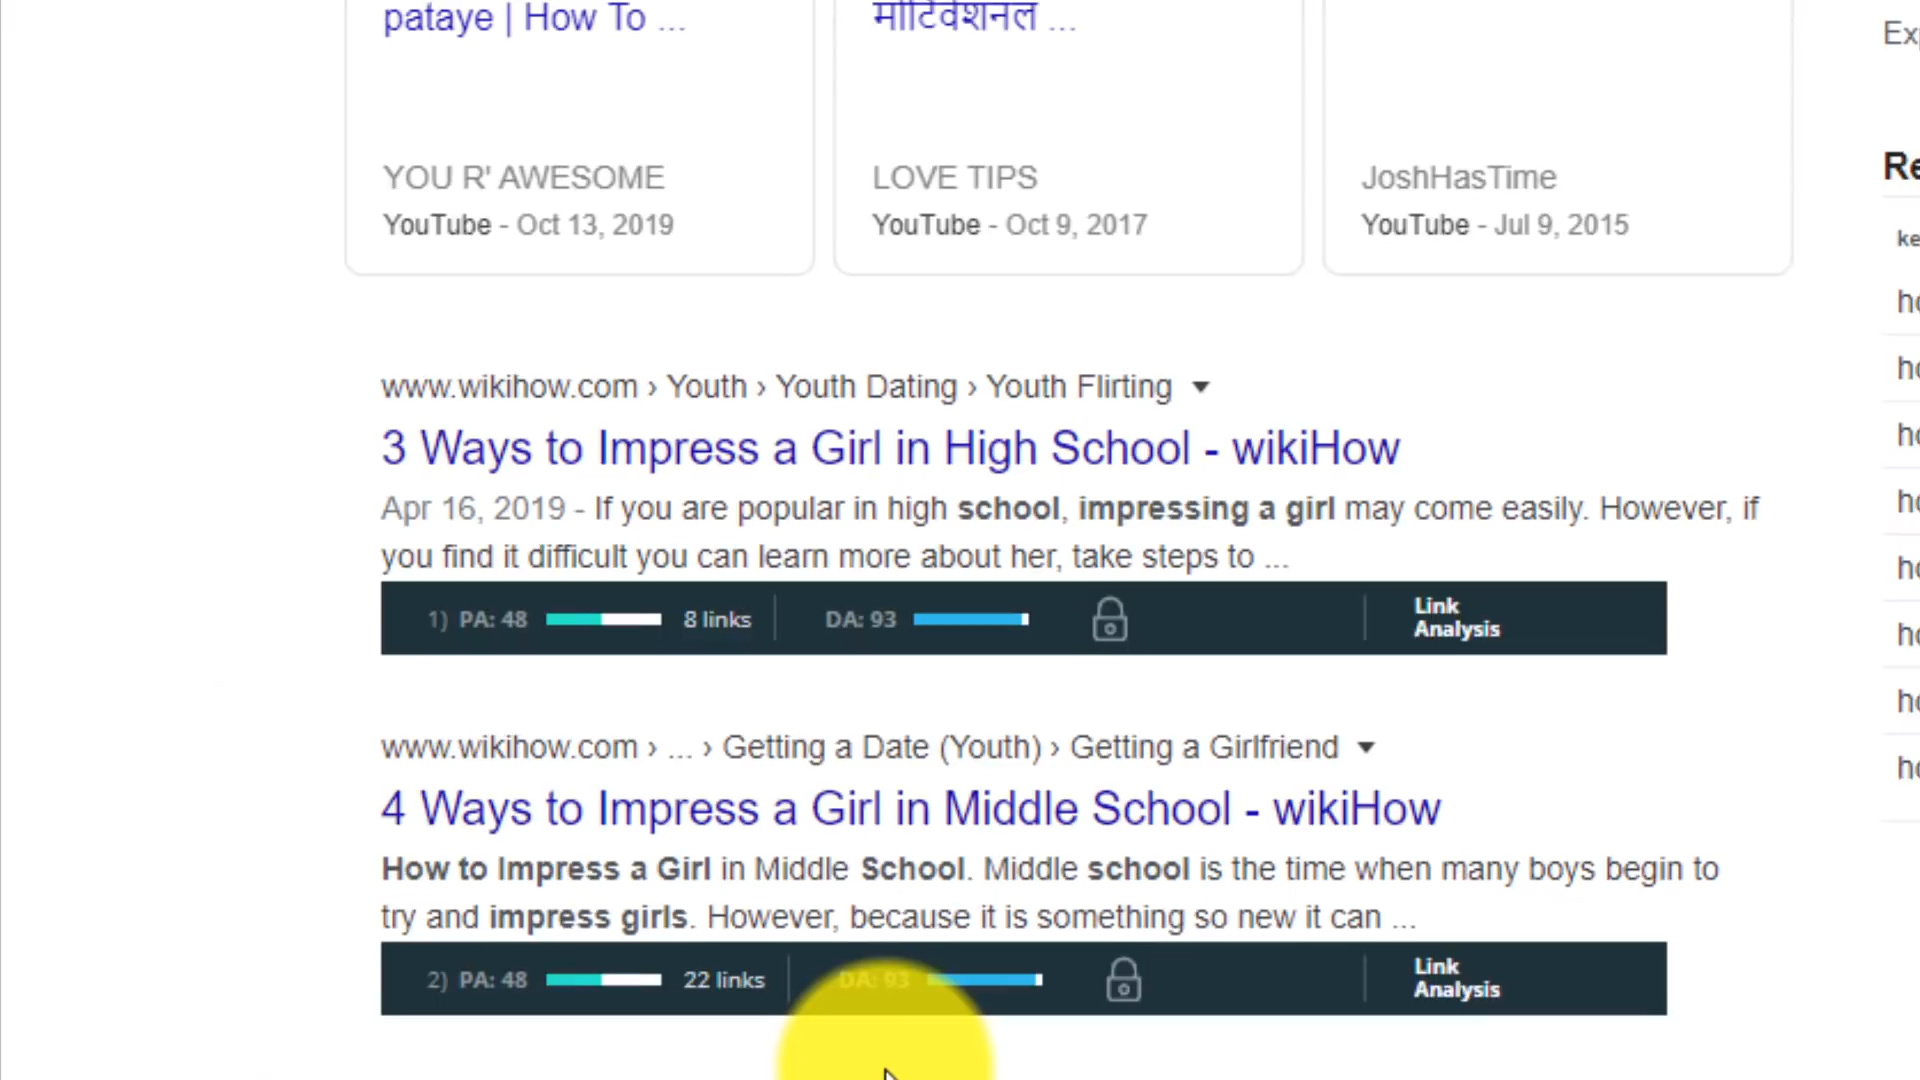 pataye | How To ...
मोटिवेशनल ...
YOU R' AWESOME
YouTube - Oct 13, 2019
LOVE TIPS
YouTube - Oct 9, 2017
JoshHasTime
YouTube - Jul 9, 2015
www.wikihow.com › Youth › Youth Dating › Youth Flirting
3 Ways to Impress a Girl in High School - wikiHow
Apr 16, 2019 - If you are popular in high school, impressing a girl may come easily. However, if
you find it difficult you can learn more about her, take steps to ...
1) PA: 48 8 links DA: 93 Link
Analysis
www.wikihow.com › ... › Getting a Date (Youth) › Getting a Girlfriend
4 Ways to Impress a Girl in Middle School - wikiHow
How to Impress a Girl in Middle School. Middle school is the time when many boys begin to
try and impress girls. However, because it is something so new it can ...
2) PA: 48 22 links DA: 93 Link
Analysis